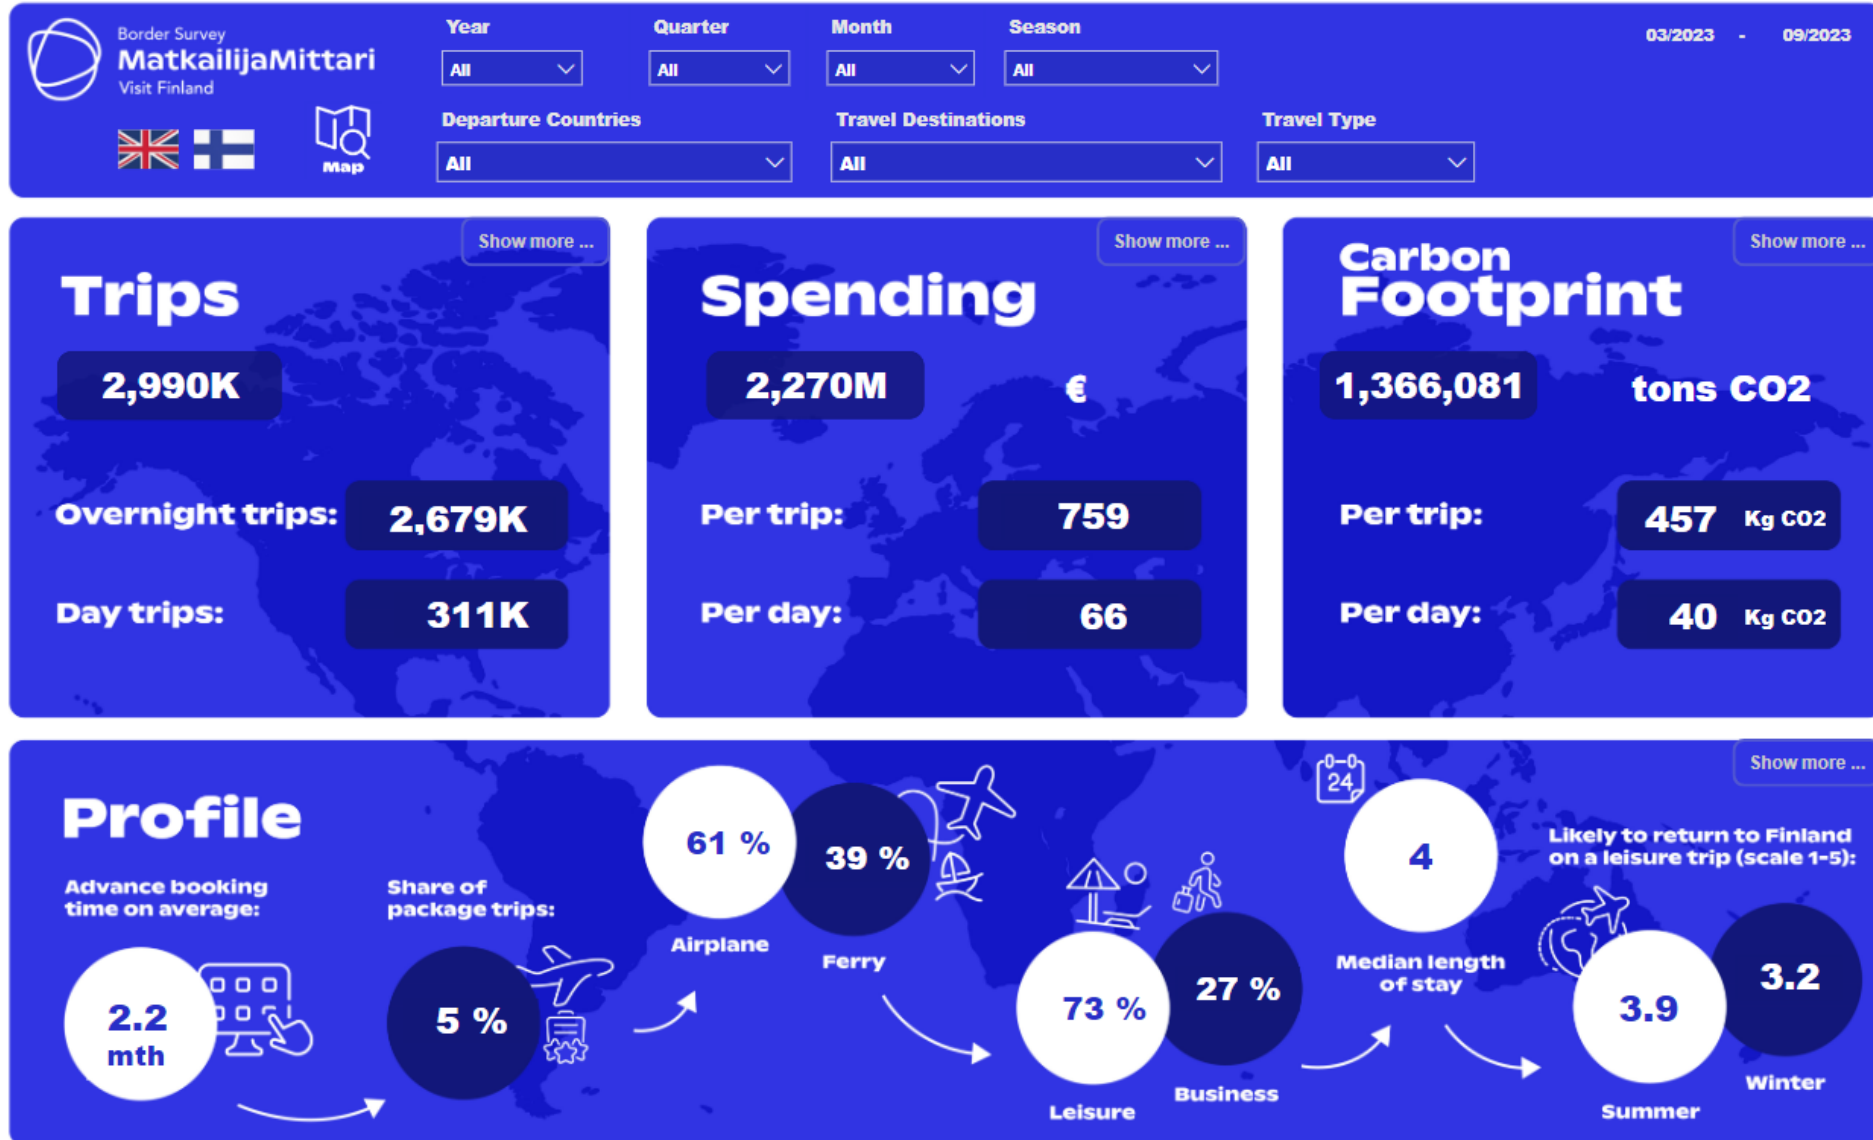 Border Survey
MatkailijaMittari
Visit Finland
Map
Year
All
Quarter
All
Month
All
Season
All
03/2023 - 09/2023
Departure Countries
All
Travel Destinations
All
Travel Type
All
Show more ...
Trips
2,990K
Overnight trips: 2,679K
Day trips: 311K
Show more ...
Spending
2,270M €
Per trip: 759
Per day: 66
Show more ...
Carbon
Footprint
1,366,081 tons CO2
Per trip: 457 Kg CO2
Per day: 40 Kg CO2
Show more ...
Profile
Advance booking
time on average:
2.2
mth
Share of
package trips:
5 %
61 %
Airplane
39 %
Ferry
73 %
Leisure
27 %
Business
24
4
Median length
of stay
Likely to return to Finland
on a leisure trip (scale 1-5):
3.9
Summer
3.2
Winter